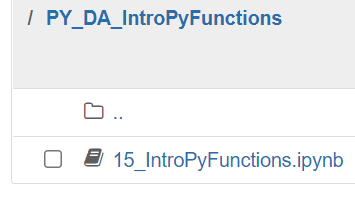 / PY_DA_IntroPyFunctions
..
15_IntroPyFunctions.ipynb